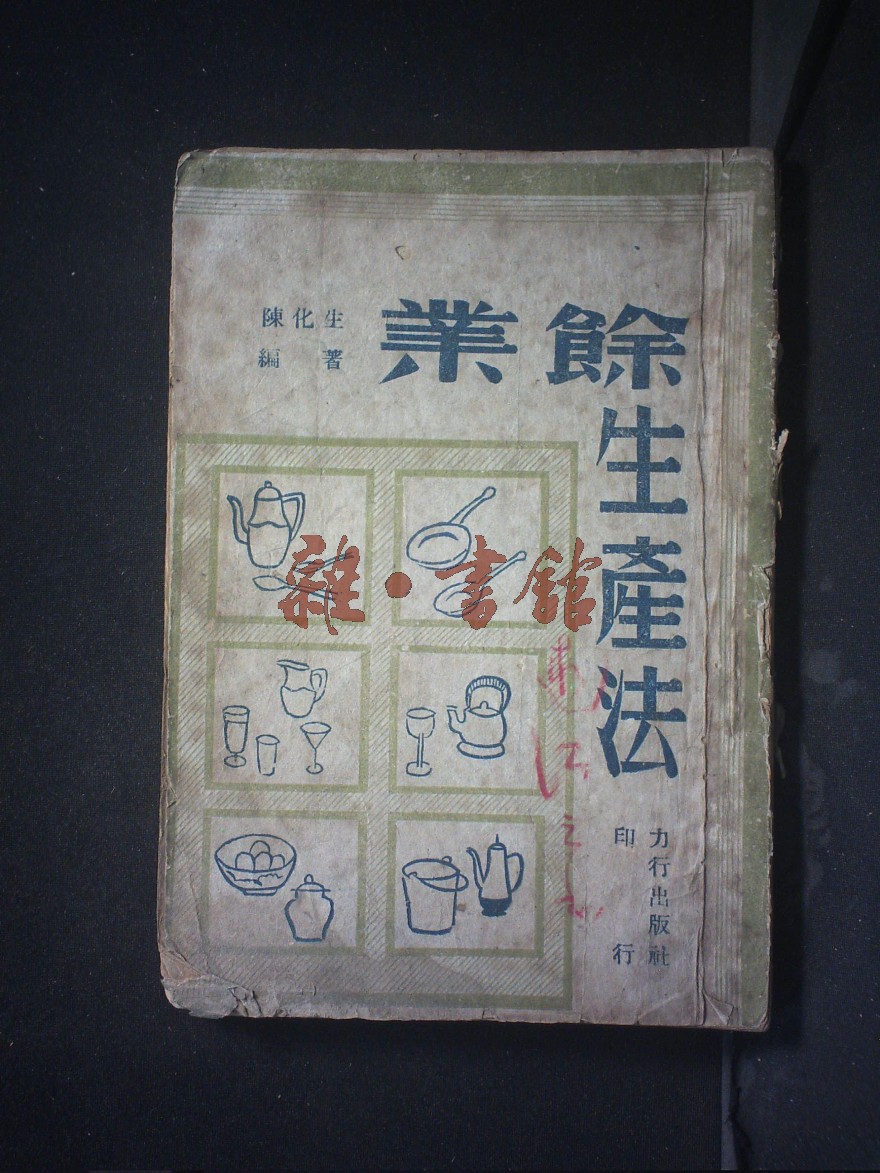 業餘生產法
陳化生
編著
力行出版社
印行
雜·書館